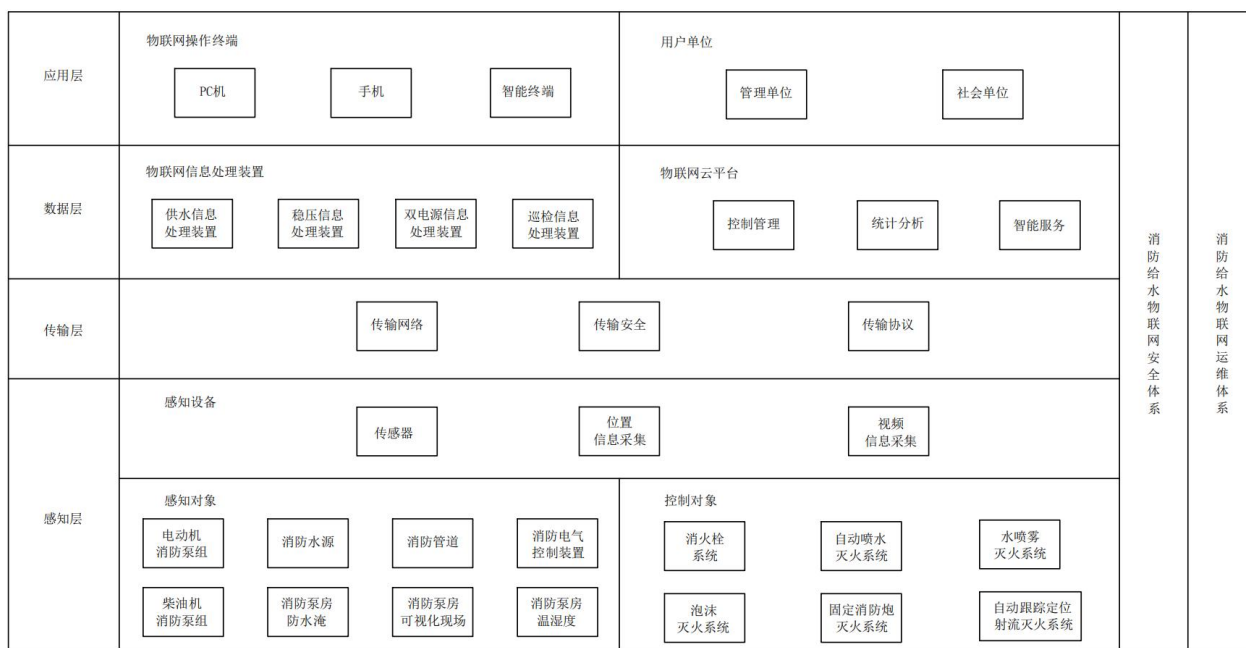 应用层
物联网操作终端
PC机
手机
智能终端
用户单位
管理单位
社会单位
数据层
物联网信息处理装置
供水信息
处理装置
稳压信息
处理装置
双电源信息
处理装置
巡检信息
处理装置
物联网云平台
控制管理
统计分析
智能服务
传输层
传输网络
传输安全
传输协议
感知层
感知设备
传感器
位置
信息采集
视频
信息采集
感知对象
电动机
消防泵组
消防水源
消防管道
消防电气
控制装置
柴油机
消防泵组
消防泵房
防水淹
消防泵房
可视化现场
消防泵房
温湿度
控制对象
消火栓
系统
自动喷水
灭火系统
水喷雾
灭火系统
泡沫
灭火系统
固定消防炮
灭火系统
自动跟踪定位
射流灭火系统
消防给水物联网安全体系
消防给水物联网运维体系